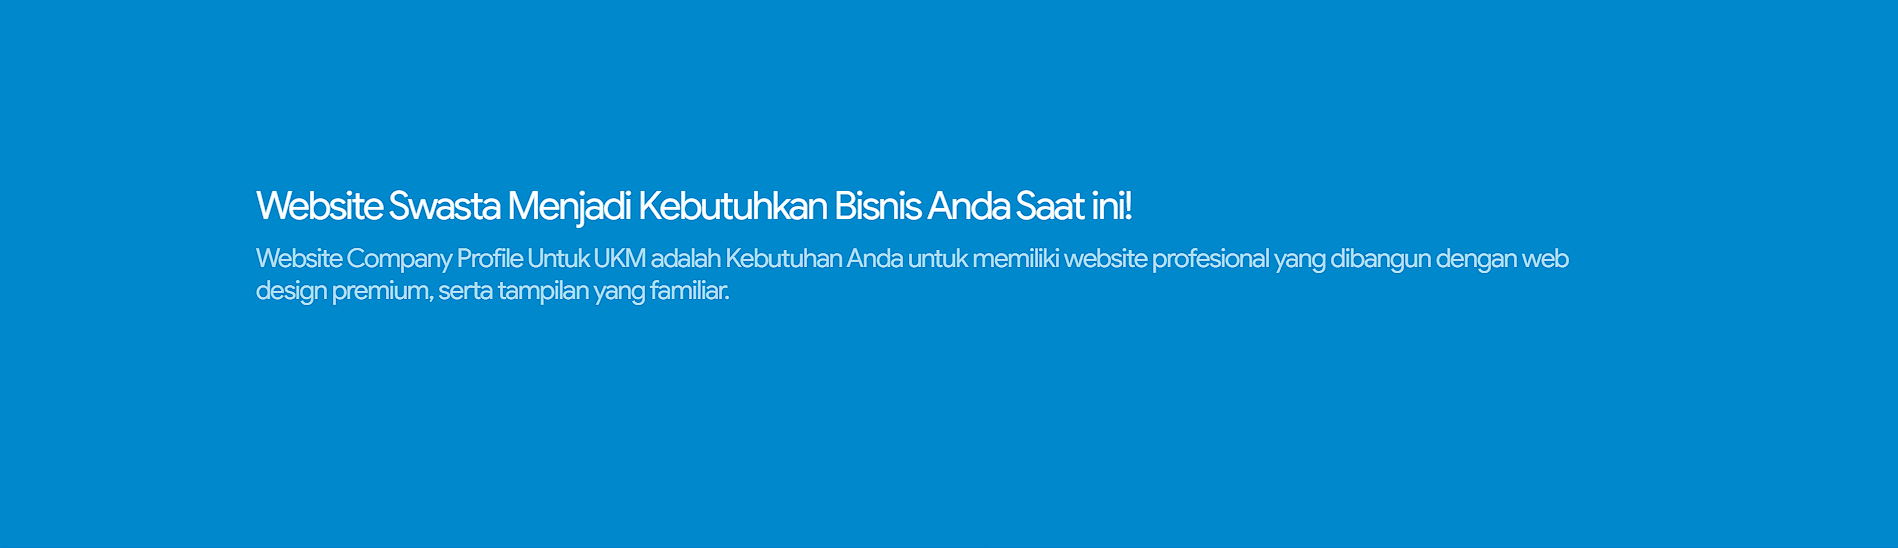 Website Swasta Menjadi Kebutuhkan Bisnis Anda Saat ini!
Website Company Profile Untuk UKM adalah Kebutuhan Anda untuk memiliki website profesional yang dibangun dengan web
design premium, serta tampilan yang familiar.